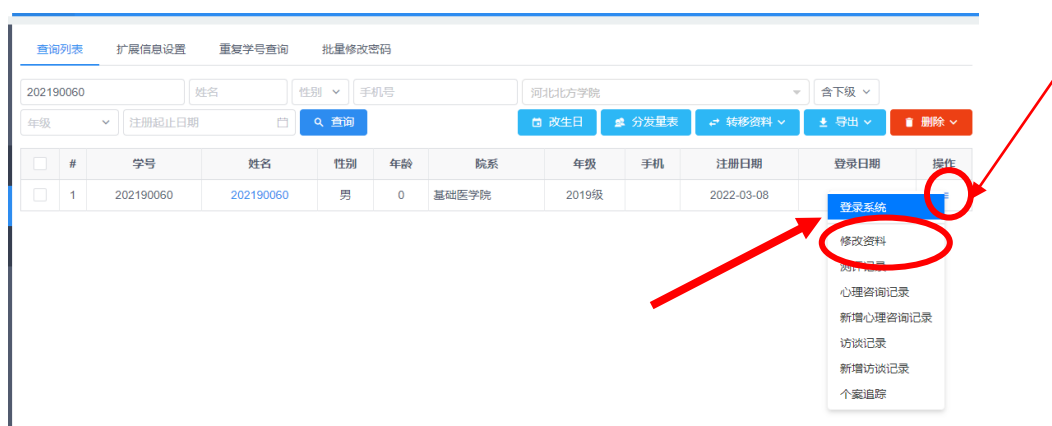 查询列表 扩展信息设置 重复学号查询 批量修改密码
202190060 姓名 性别 手机号 河北北方学院 含下级
年级 注册起止日期 查询 改生日 分发量表 转移资料 导出 删除
# 学号 姓名 性别 年龄 院系 年级 手机 注册日期 登录日期 操作
1 202190060 202190060 男 0 基础医学院 2019级 2022-03-08
登录系统
修改资料
测评记录
心理咨询记录
新增心理咨询记录
访谈记录
新增访谈记录
个案追踪